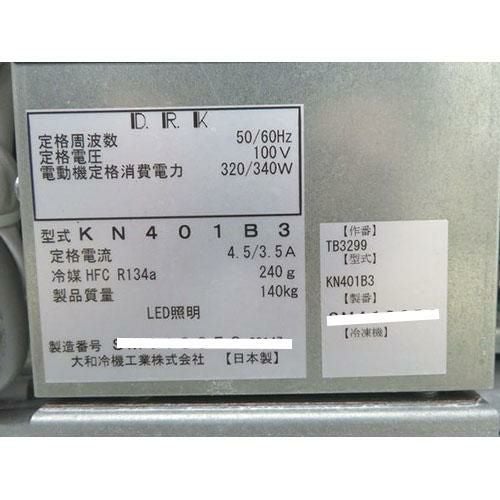 D. R. K
定格周波数 50/60Hz
定格電圧 100V
電動機定格消費電力 320/340W
型式 KN401B3
定格電流 4.5/3.5A
冷媒 HFC R134a 240g
製品質量 140kg
LED照明
製造番号
大和冷機工業株式会社 【日本製】
【作番】
TB3299
【型式】
KN401B3
【製番】
【冷凍機】